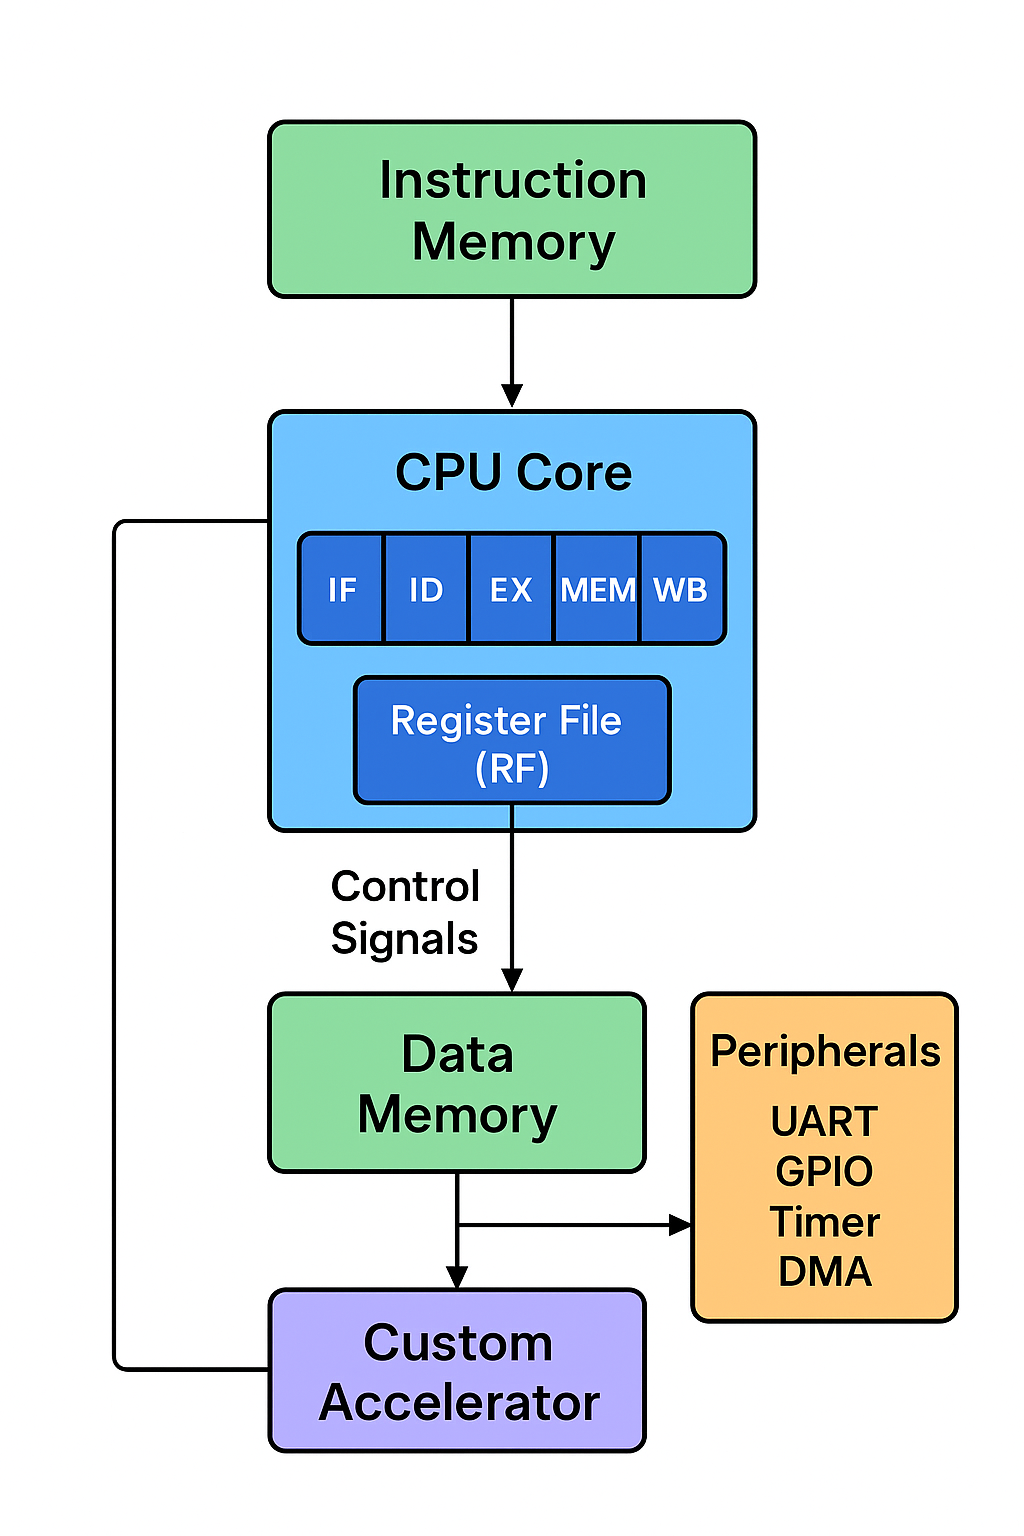 Instruction
Memory
CPU Core
IF ID EX MEM WB
Register File
(RF)
Control
Signals
Data
Memory
Peripherals
UART
GPIO
Timer
DMA
Custom
Accelerator